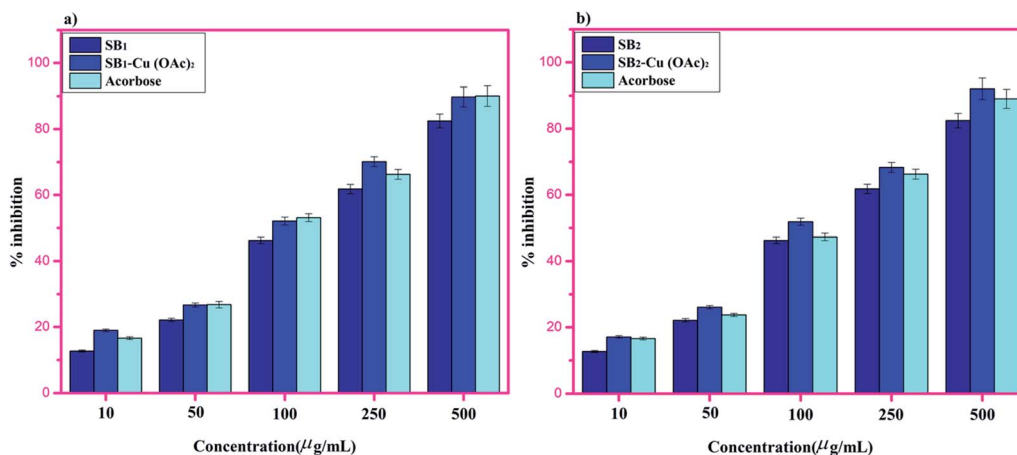 a)
SB₁
SB₁-Cu (OAc)₂
Acorbose
100
80
60
40
20
0
% inhibition
10 50 100 250 500
Concentration(μg/mL)
b)
SB₂
SB₂-Cu (OAc)₂
Acorbose
100
80
60
40
20
0
% inhibition
10 50 100 250 500
Concentration(μg/mL)